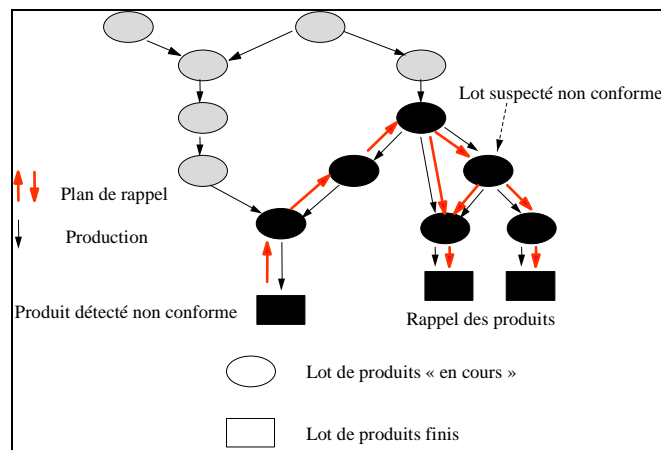 Lot suspecté non conforme
Plan de rappel
Production
Produit détecté non conforme
Rappel des produits
Lot de produits « en cours »
Lot de produits finis